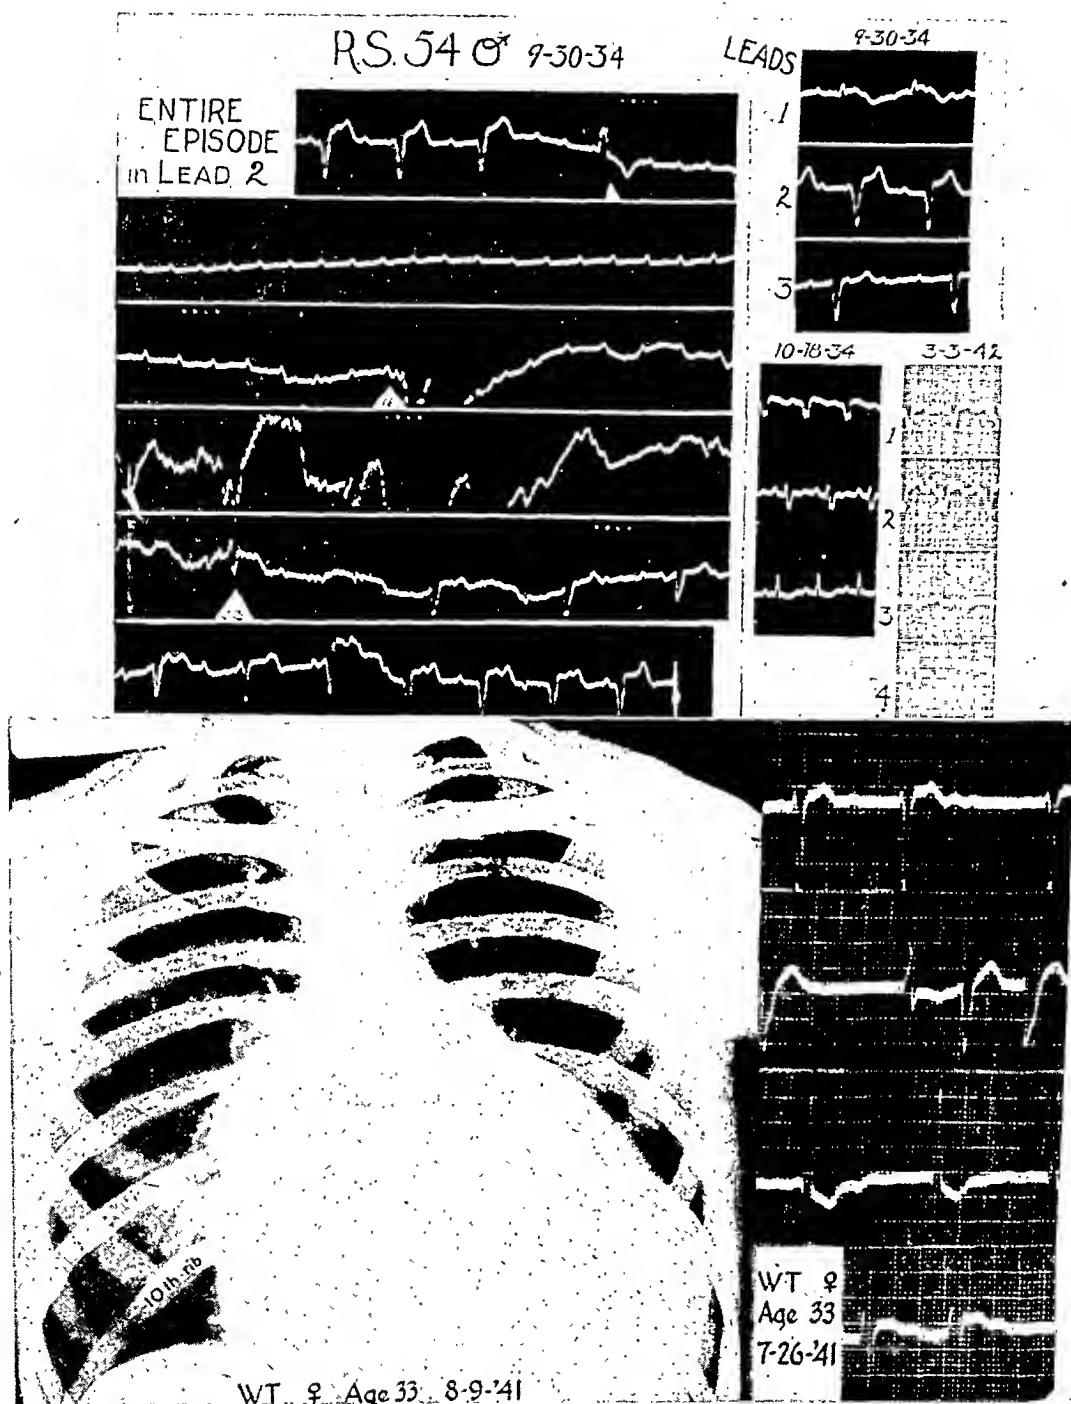 R.S. 54 ♂ 9-30-34
ENTIRE
EPISODE
in LEAD 2
LEADS
9-30-34
1
2
3
10-18-34
3-3-42
1
2
3
4
10th rib
WT ♀ Age 33 8-9-'41
WT ♀
Age 33
7-26-'41